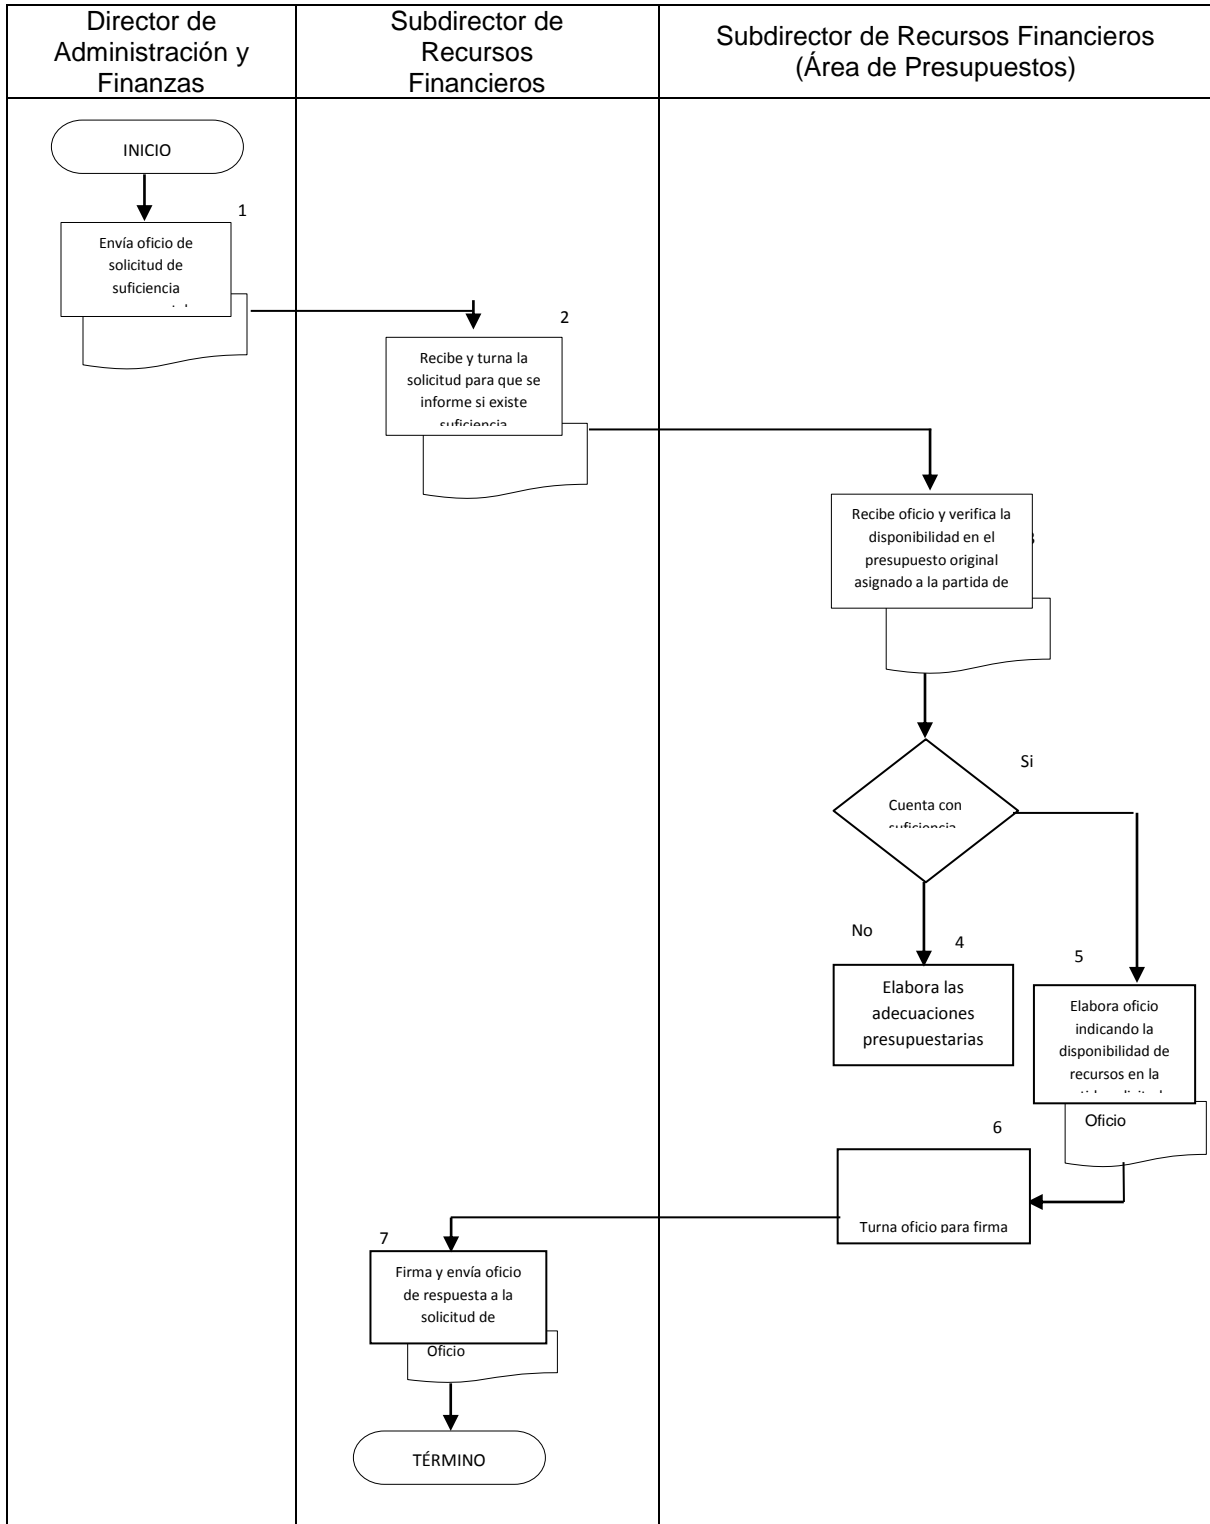 Director de
Administración y
Finanzas
Subdirector de
Recursos
Financieros
Subdirector de Recursos Financieros
(Área de Presupuestos)
INICIO
1
Envía oficio de
solicitud de
suficiencia
2
Recibe y turna la
solicitud para que se
informe si existe
suficiencia
Recibe oficio y verifica la
disponibilidad en el
presupuesto original
asignado a la partida de
Si
Cuenta con
suficiencia
No
4
Elabora las
adecuaciones
presupuestarias
5
Elabora oficio
indicando la
disponibilidad de
recursos en la
Oficio
6
Turna oficio para firma
7
Firma y envía oficio
de respuesta a la
solicitud de
Oficio
TÉRMINO